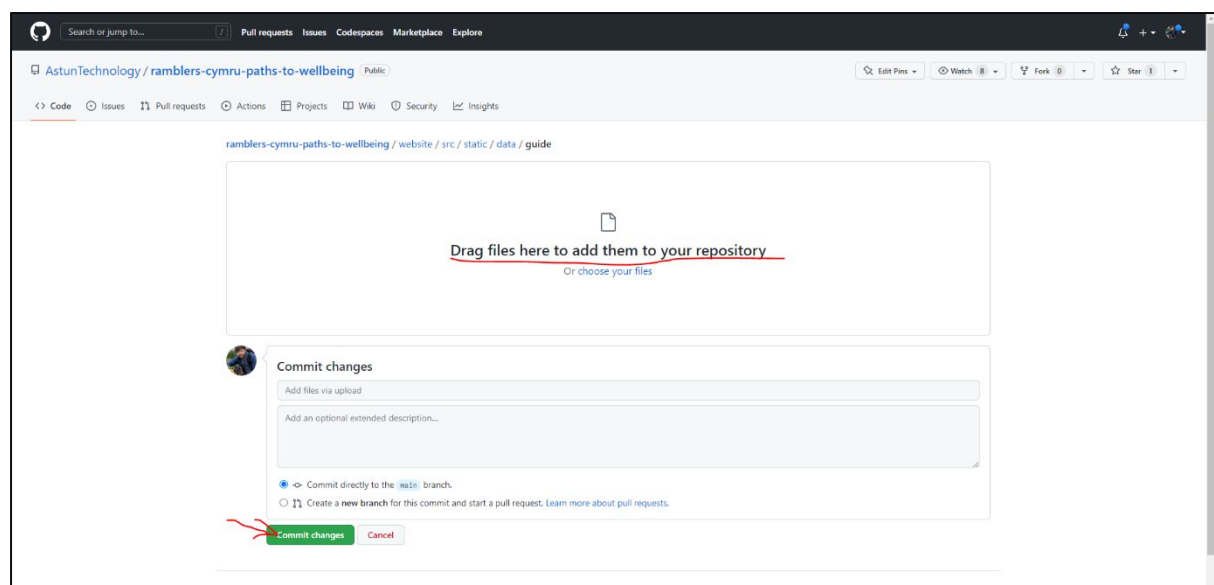 Search or jump to... / Pull requests Issues Codespaces Marketplace Explore
AstunTechnology / ramblers-cymru-paths-to-wellbeing Public Edit Pins Watch 8 Fork 0 Star 1
Code Issues Pull requests Actions Projects Wiki Security Insights
ramblers-cymru-paths-to-wellbeing / website / src / static / data / guide
Drag files here to add them to your repository
Or choose your files
Commit changes
Add files via upload
Add an optional extended description...
Commit directly to the main branch.
Create a new branch for this commit and start a pull request. Learn more about pull requests.
Commit changes Cancel